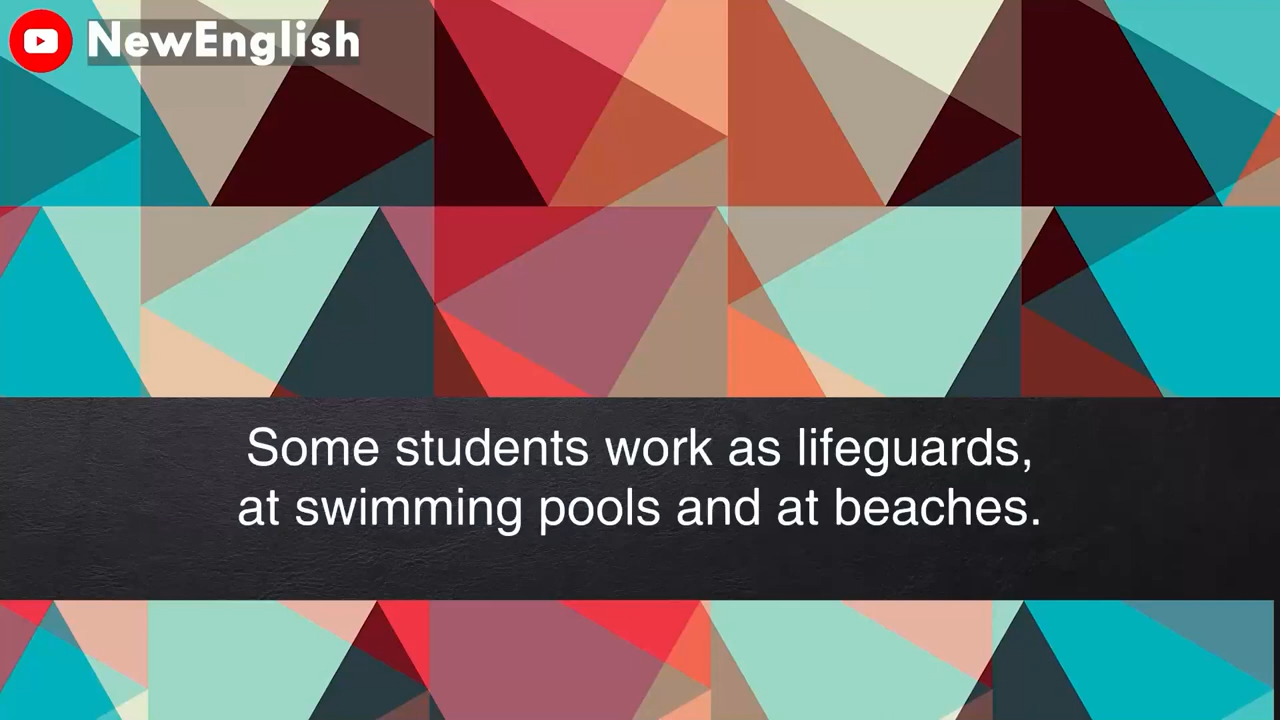 NewEnglish
Some students work as lifeguards,
at swimming pools and at beaches.